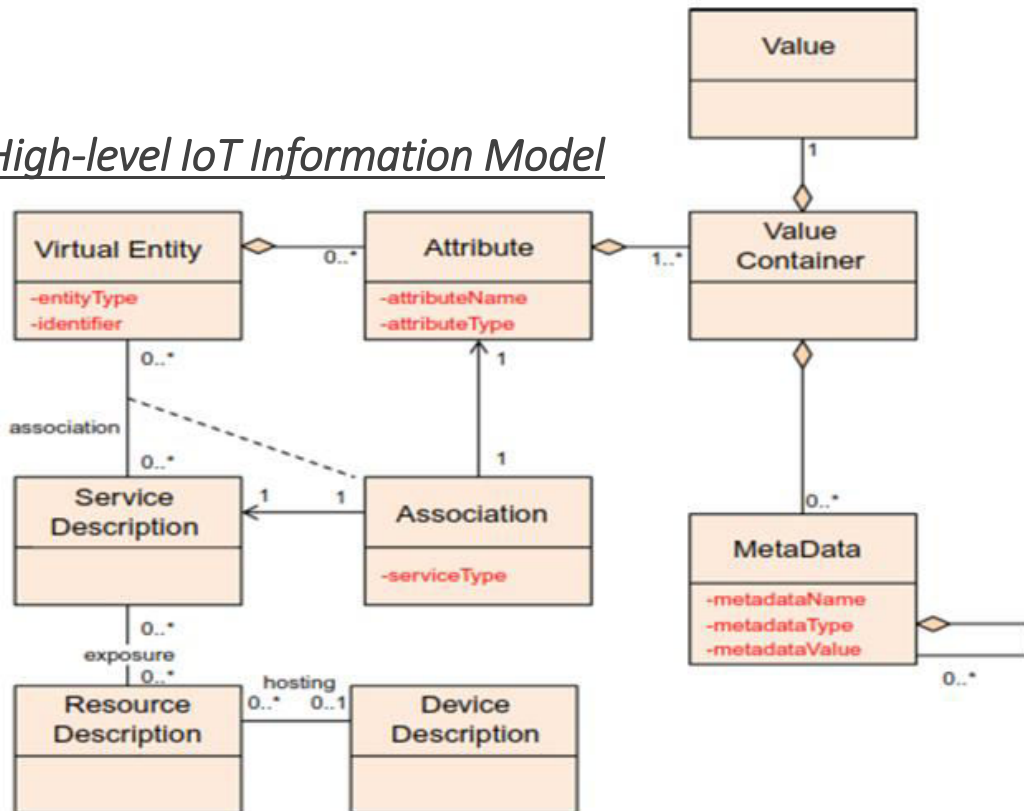 Value
1
High-level IoT Information Model
Virtual Entity
-entityType
-identifier
0..*
Attribute
-attributeName
-attributeType
1..*
Value
Container
0..*
association
0..*
1
1
Service
Description
1
1
Association
-serviceType
0..*
MetaData
-metadataName
-metadataType
-metadataValue
0..*
0..*
exposure
0..*
Resource
Description
hosting
0..*
0..1
Device
Description